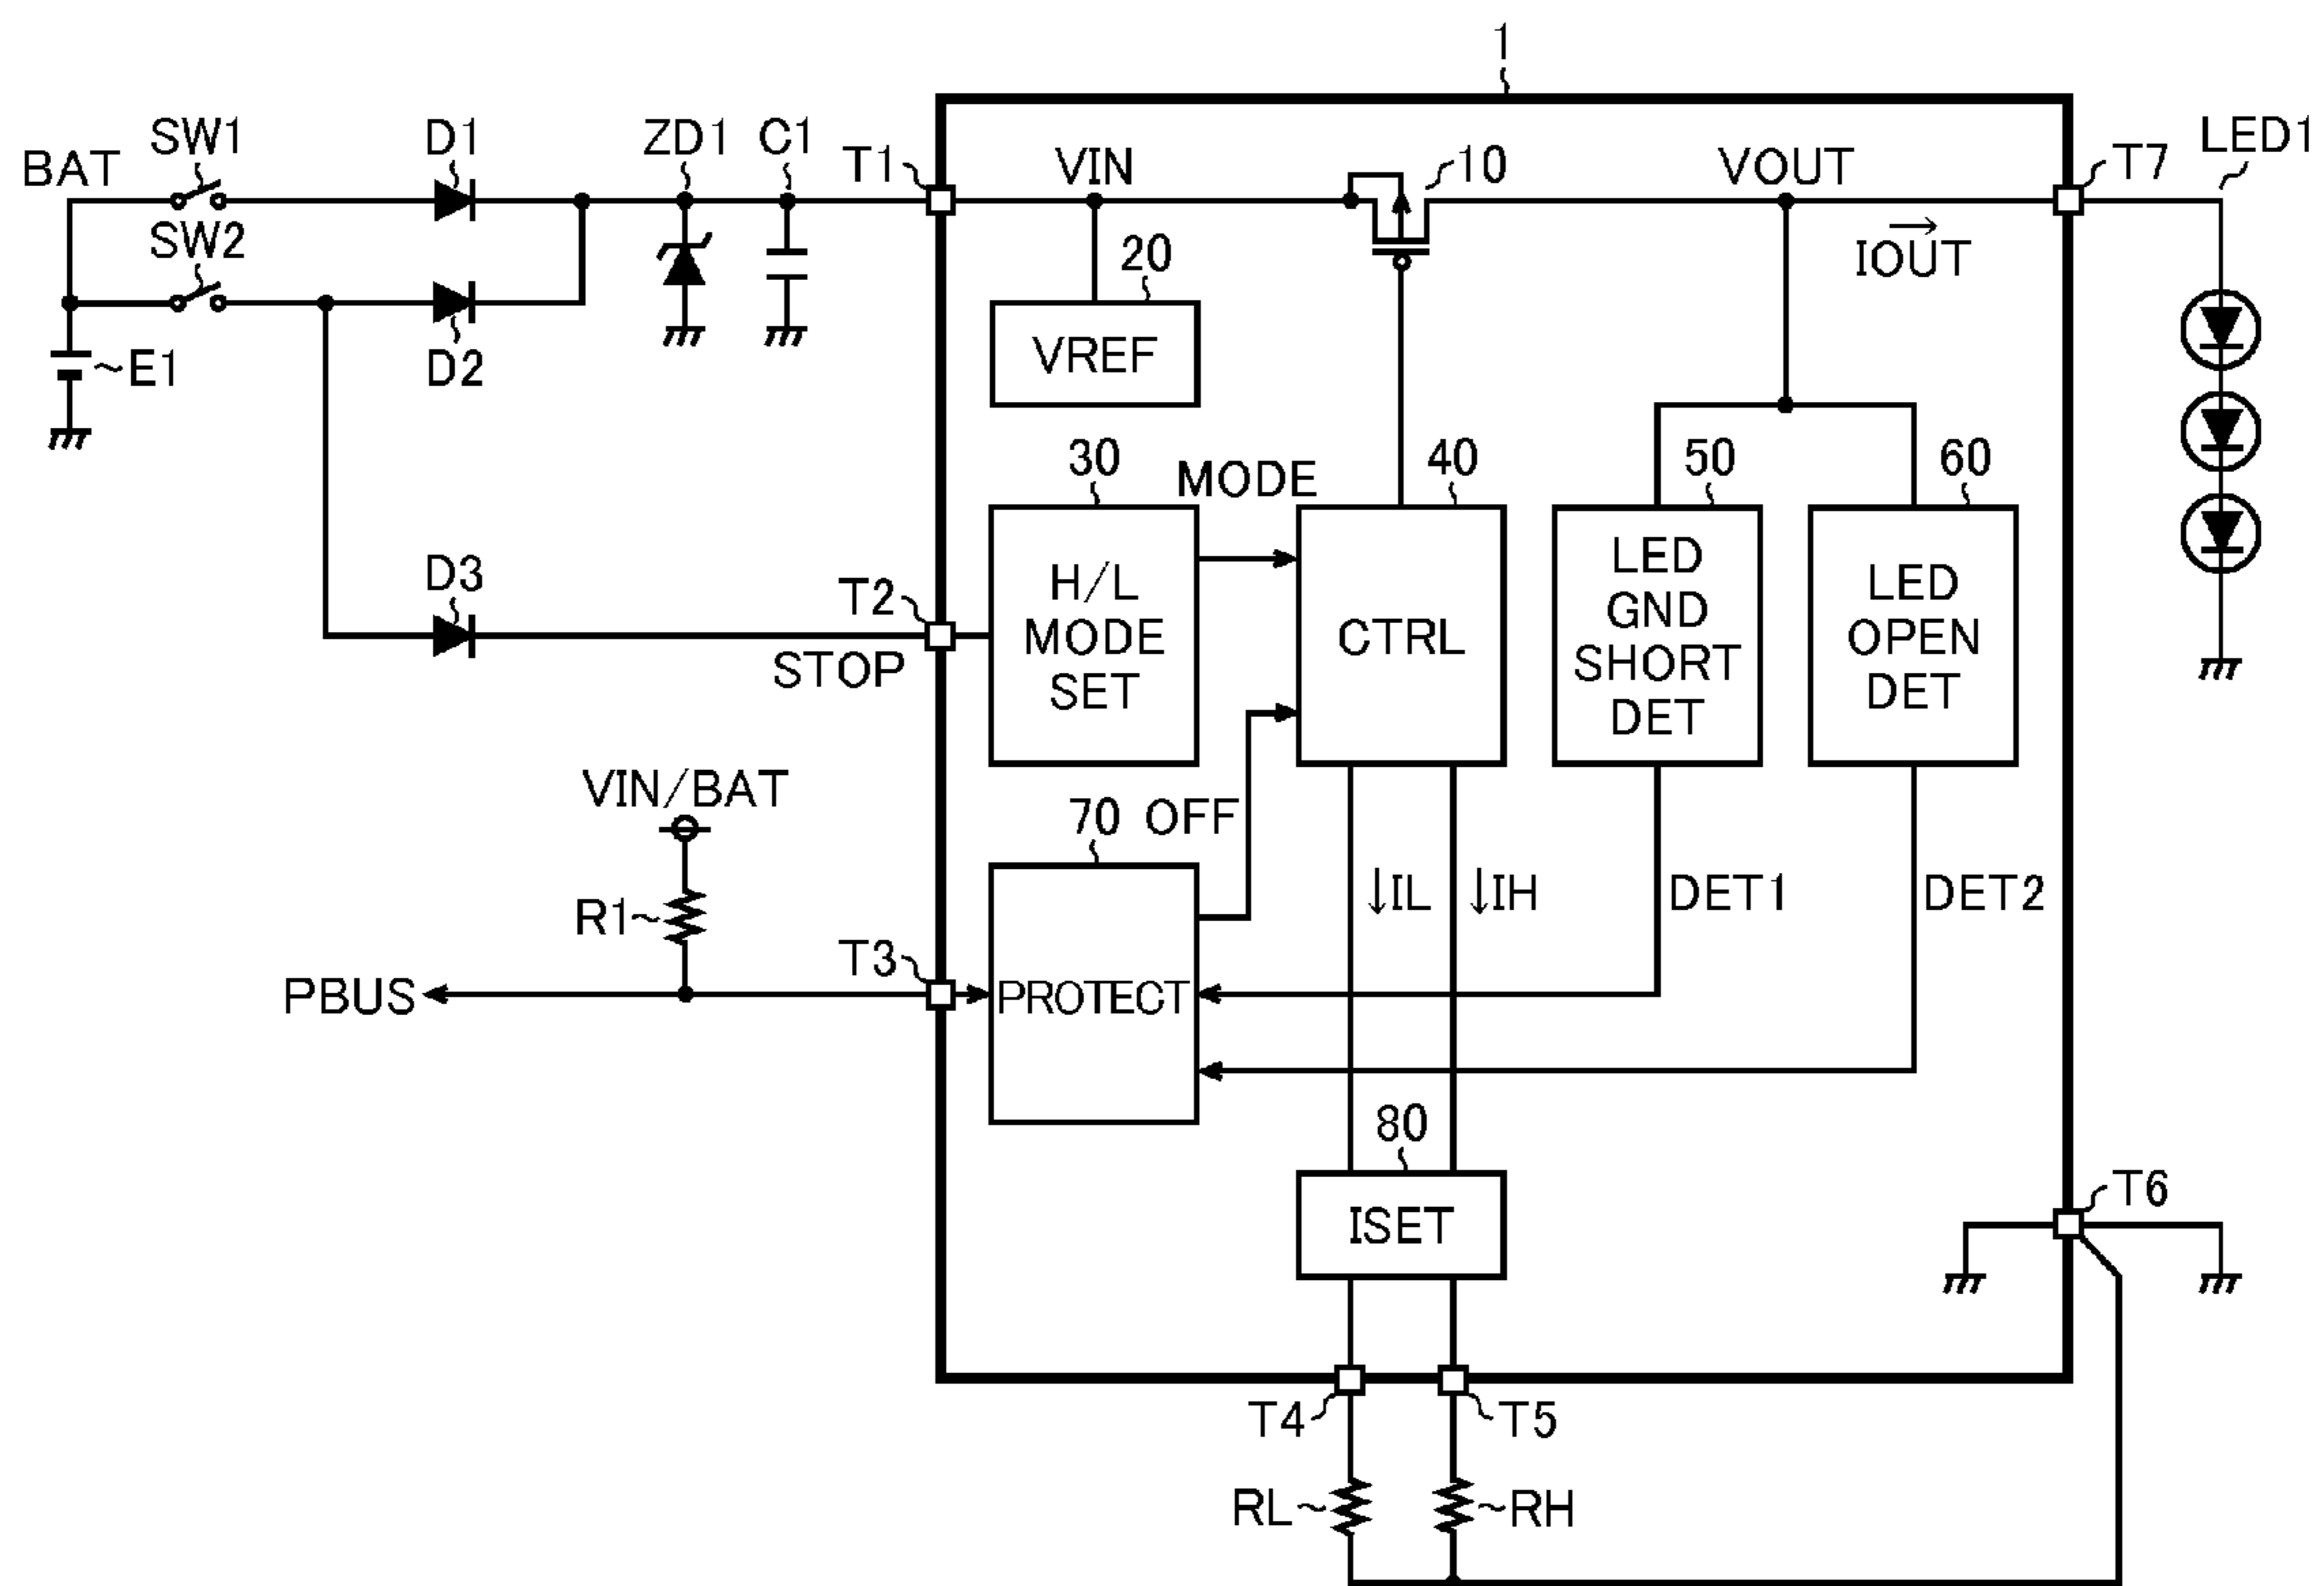 1
BAT
SW1
D1
ZD1
C1
T1
VIN
10
VOUT
T7
LED1
SW2
20
IOUT
VREF
E1
D2
30
MODE
40
50
60
D3
T2
STOP
H/L
MODE
SET
CTRL
LED
GND
SHORT
DET
LED
OPEN
DET
VIN/BAT
70
OFF
R1
IL
IH
DET1
DET2
T3
PBUS
PROTECT
80
ISET
T6
T4
T5
RL
RH